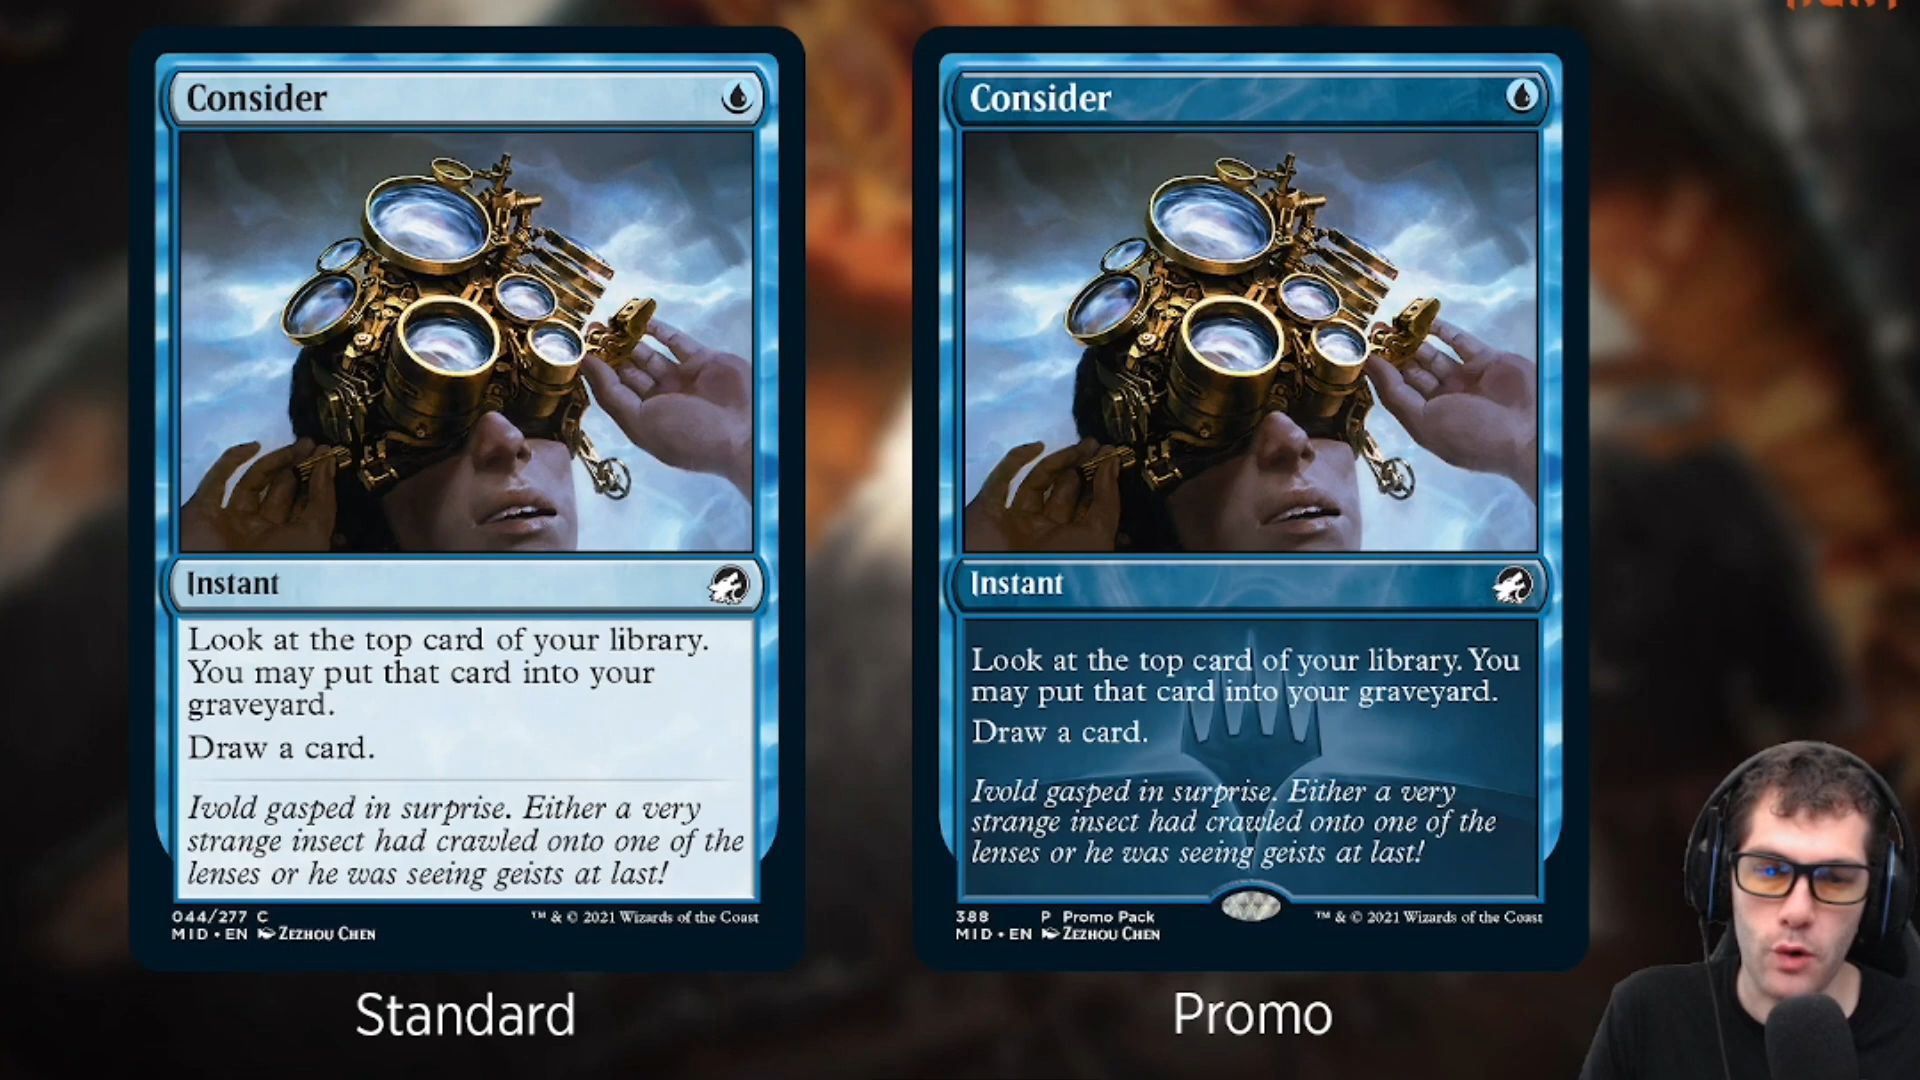 Consider
Instant
Look at the top card of your library.
You may put that card into your
graveyard.
Draw a card.
Ivold gasped in surprise. Either a very
strange insect had crawled onto one of the
lenses or he was seeing geists at last!
044/277 C
MID • EN ZEZHOU CHEN
™ & © 2021 Wizards of the Coast
Standard
Consider
Instant
Look at the top card of your library. You
may put that card into your graveyard.
Draw a card.
Ivold gasped in surprise. Either a very
strange insect had crawled onto one of the
lenses or he was seeing geists at last!
388 P Promo Pack
MID • EN ZEZHOU CHEN
™ & © 2021 Wizards of the Coast
Promo